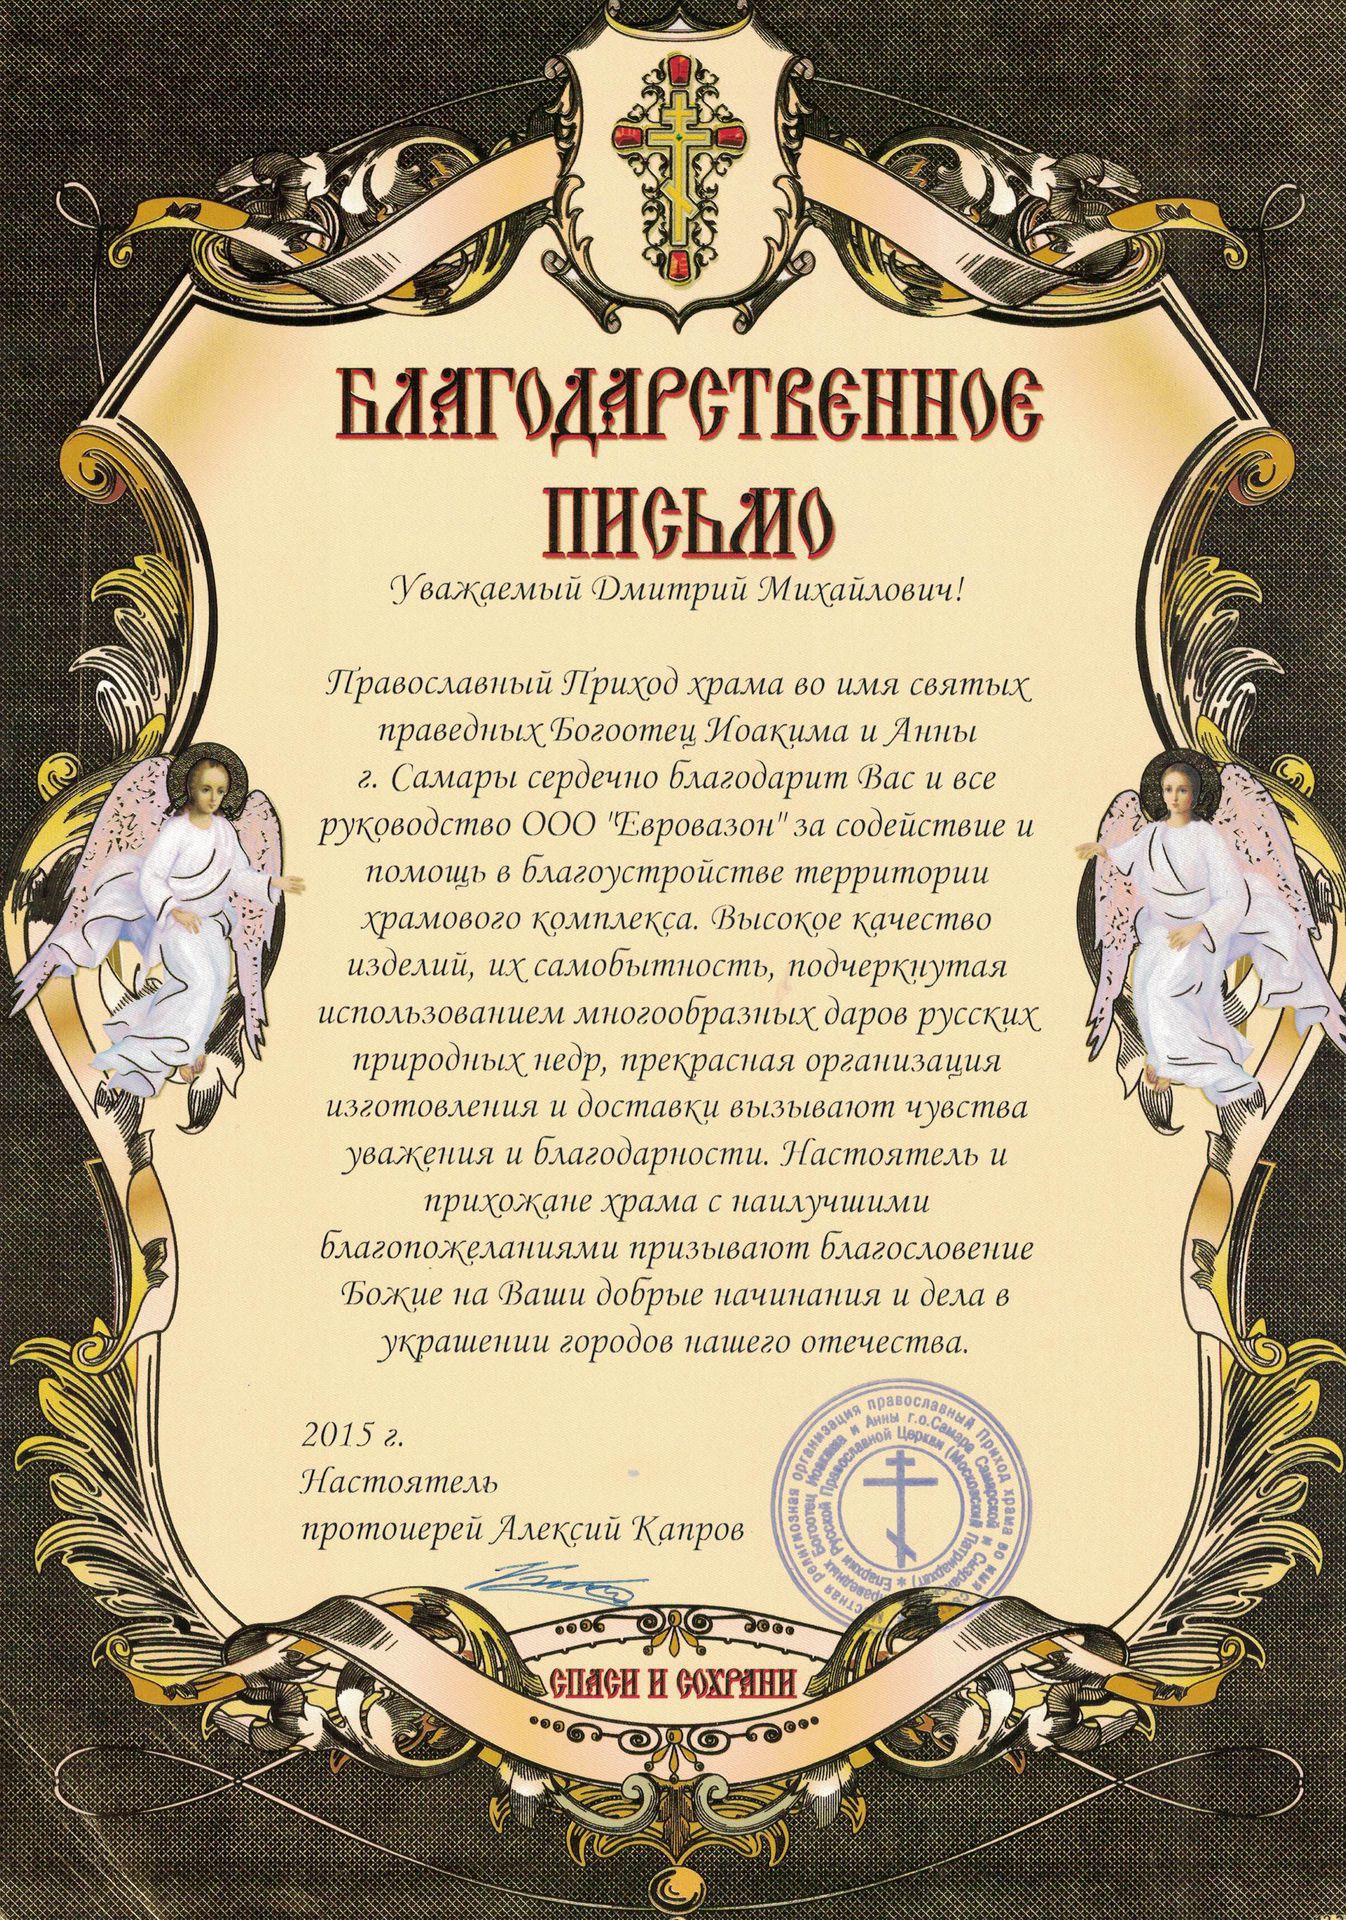 БЛАГОДАРСТВЕННОЕ
ПИСЬМО
Уважаемый Дмитрий Михайлович!
Православный Приход храма во имя святых
праведных Богоотец Иоакима и Анны
г. Самары сердечно благодарит Вас и все
руководство ООО "Евровазон" за содействие и
помощь в благоустройстве территории
храмового комплекса. Высокое качество
изделий, их самобытность, подчеркнутая
использованием многообразных даров русских
природных недр, прекрасная организация
изготовления и доставки вызывают чувства
уважения и благодарности. Настоятель и
прихожане храма с наилучшими
благопожеланиями призывают благословение
Божие на Ваши добрые начинания и дела в
украшении городов нашего отечества.
2015 г.
Настоятель
протоиерей Алексий Капров
религиозная организация православный Приход храма во имя
праведных Богоотец Иоакима и Анны г.о.Самара Самарской и
Епархии Русской Православной Церкви (Московский Патриархат) *
СПАСИ И СОХРАНИ